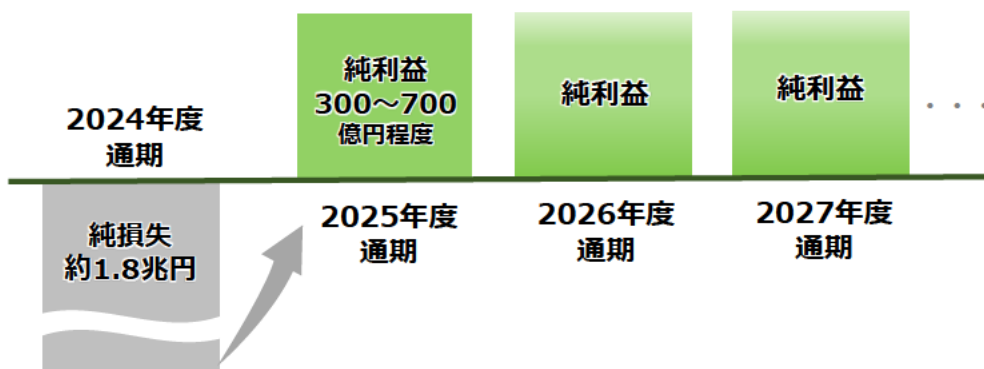 2024年度
通期
純損失
約1.8兆円
純利益
300～700
億円程度
2025年度
通期
純利益
2026年度
通期
純利益
2027年度
通期
・・・